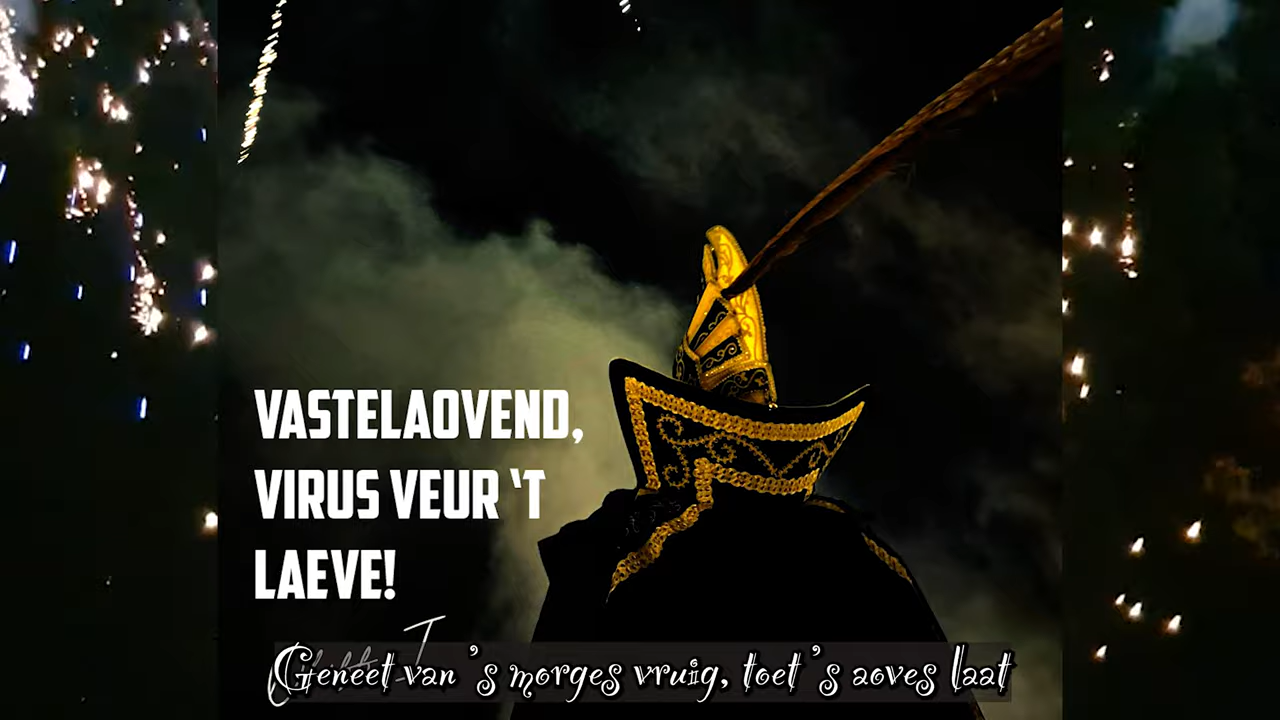 VASTELAOVEND,
VIRUS VEUR ‘T
LAEVE!
Geneet van 's morges vruig, toet 's aoves laat